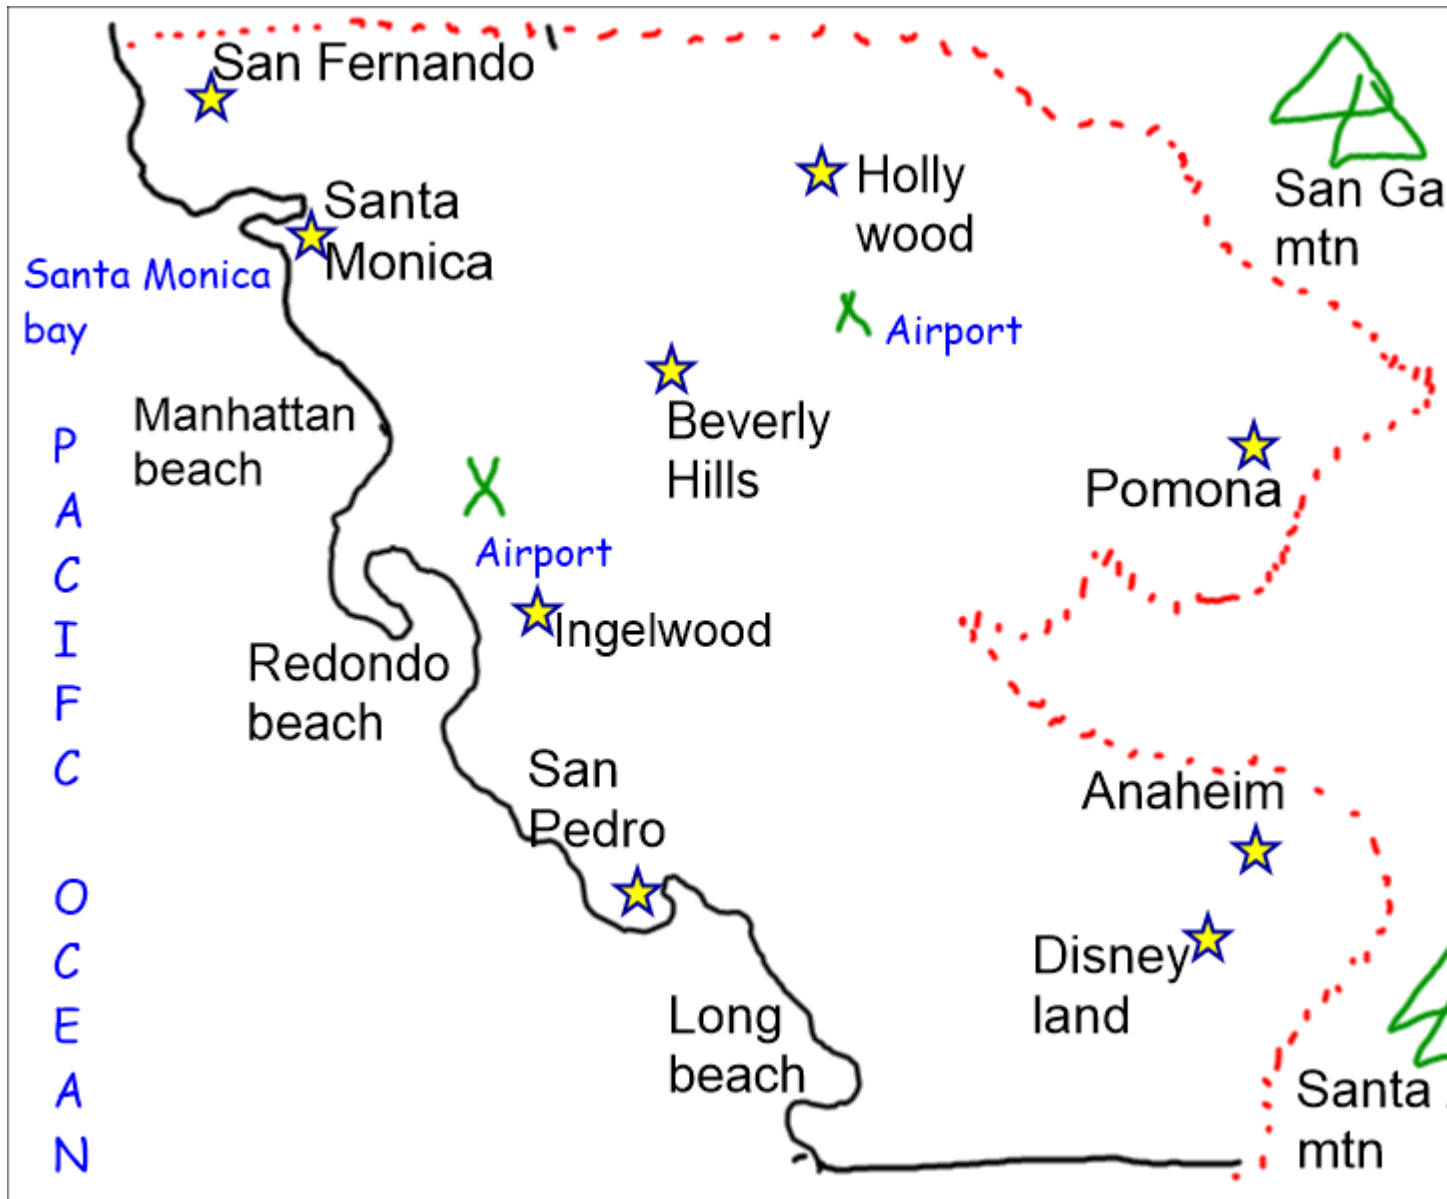 San Fernando
Holly
wood
Santa
Monica
San Ga
mtn
Santa Monica
bay
Airport
Manhattan
beach
Beverly
Hills
Pomona
Airport
Ingelwood
Redondo
beach
San
Pedro
Anaheim
Disney
land
Long
beach
Santa
mtn
P
A
C
I
F
C
O
C
E
A
N